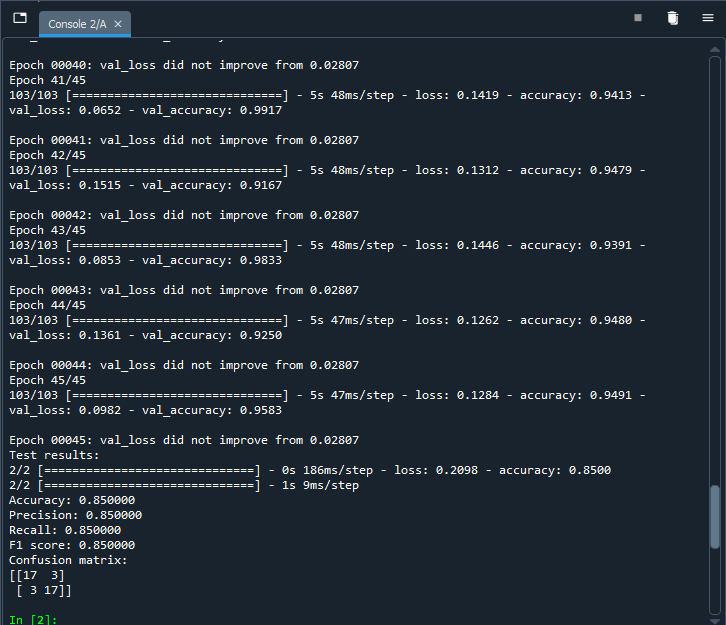 Console 2/A
Epoch 00040: val_loss did not improve from 0.02807
Epoch 41/45
103/103 [==============================] - 5s 48ms/step - loss: 0.1419 - accuracy: 0.9413 -
val_loss: 0.0652 - val_accuracy: 0.9917
Epoch 00041: val_loss did not improve from 0.02807
Epoch 42/45
103/103 [==============================] - 5s 48ms/step - loss: 0.1312 - accuracy: 0.9479 -
val_loss: 0.1515 - val_accuracy: 0.9167
Epoch 00042: val_loss did not improve from 0.02807
Epoch 43/45
103/103 [==============================] - 5s 48ms/step - loss: 0.1446 - accuracy: 0.9391 -
val_loss: 0.0853 - val_accuracy: 0.9833
Epoch 00043: val_loss did not improve from 0.02807
Epoch 44/45
103/103 [==============================] - 5s 47ms/step - loss: 0.1262 - accuracy: 0.9480 -
val_loss: 0.1361 - val_accuracy: 0.9250
Epoch 00044: val_loss did not improve from 0.02807
Epoch 45/45
103/103 [==============================] - 5s 47ms/step - loss: 0.1284 - accuracy: 0.9491 -
val_loss: 0.0982 - val_accuracy: 0.9583
Epoch 00045: val_loss did not improve from 0.02807
Test results:
2/2 [==============================] - 0s 186ms/step - loss: 0.2098 - accuracy: 0.8500
2/2 [==============================] - 1s 9ms/step
Accuracy: 0.850000
Precision: 0.850000
Recall: 0.850000
F1 score: 0.850000
Confusion matrix:
[[17  3]
 [ 3 17]]
In [2]: